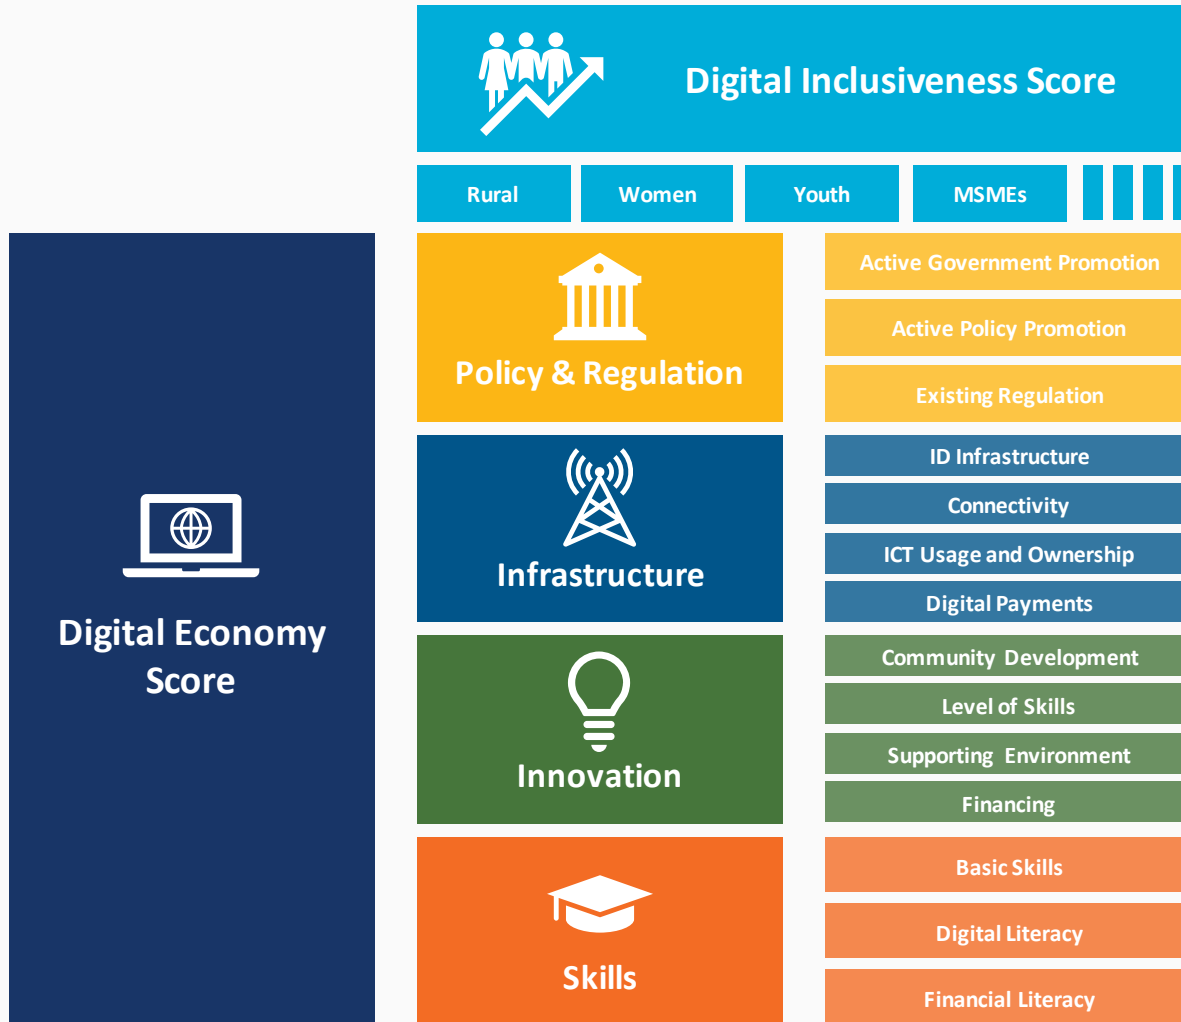 Digital Inclusiveness Score
Rural
Women
Youth
MSMEs
Digital Economy
Score
Policy & Regulation
Active Government Promotion
Active Policy Promotion
Existing Regulation
Infrastructure
ID Infrastructure
Connectivity
ICT Usage and Ownership
Digital Payments
Innovation
Community Development
Level of Skills
Supporting Environment
Financing
Skills
Basic Skills
Digital Literacy
Financial Literacy